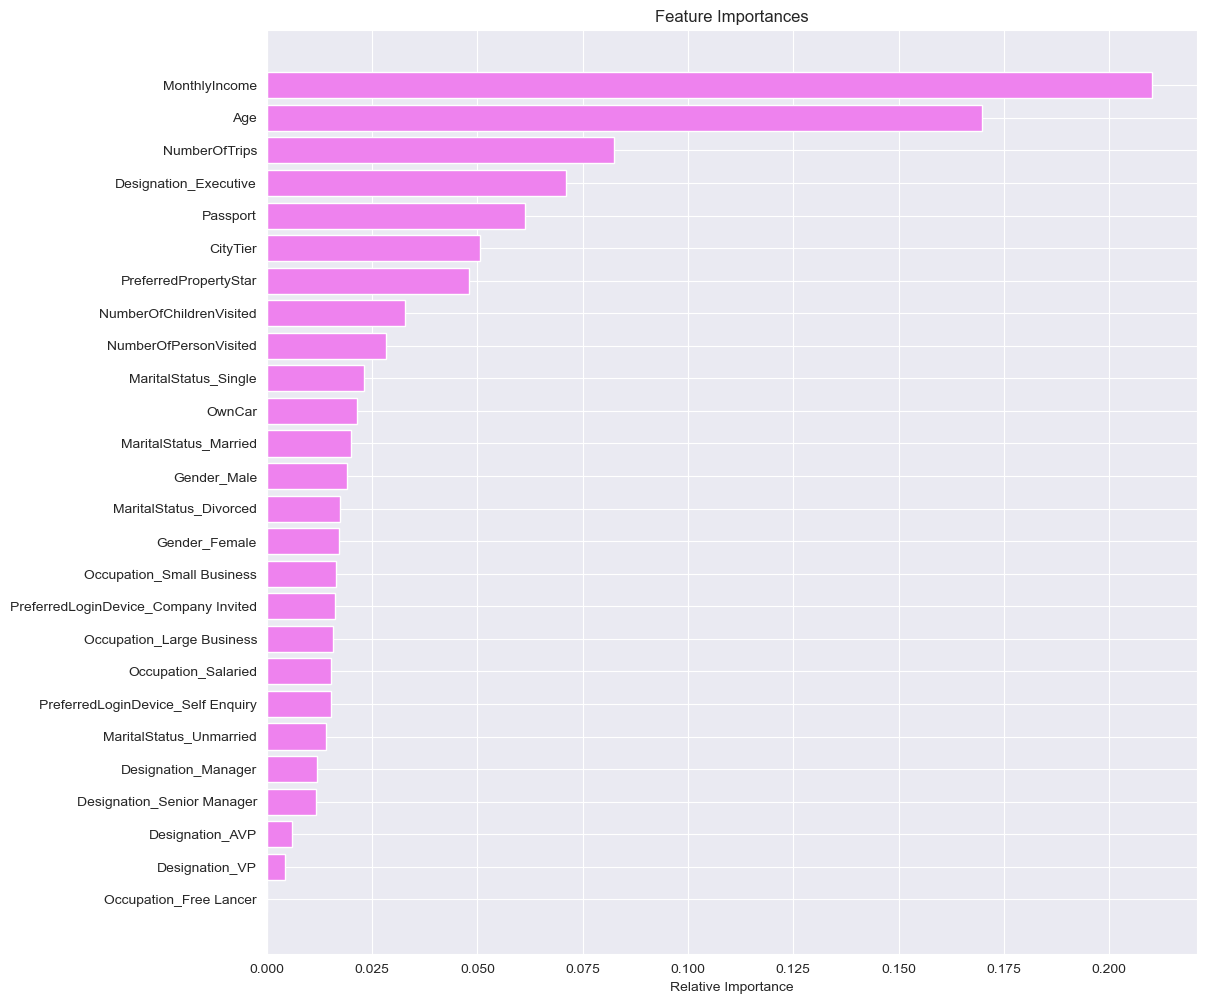 Feature Importances
MonthlyIncome
Age
NumberOfTrips
Designation_Executive
Passport
CityTier
PreferredPropertyStar
NumberOfChildrenVisited
NumberOfPersonVisited
MaritalStatus_Single
OwnCar
MaritalStatus_Married
Gender_Male
MaritalStatus_Divorced
Gender_Female
Occupation_Small Business
PreferredLoginDevice_Company Invited
Occupation_Large Business
Occupation_Salaried
PreferredLoginDevice_Self Enquiry
MaritalStatus_Unmarried
Designation_Manager
Designation_Senior Manager
Designation_AVP
Designation_VP
Occupation_Free Lancer
0.000 0.025 0.050 0.075 0.100 0.125 0.150 0.175 0.200
Relative Importance